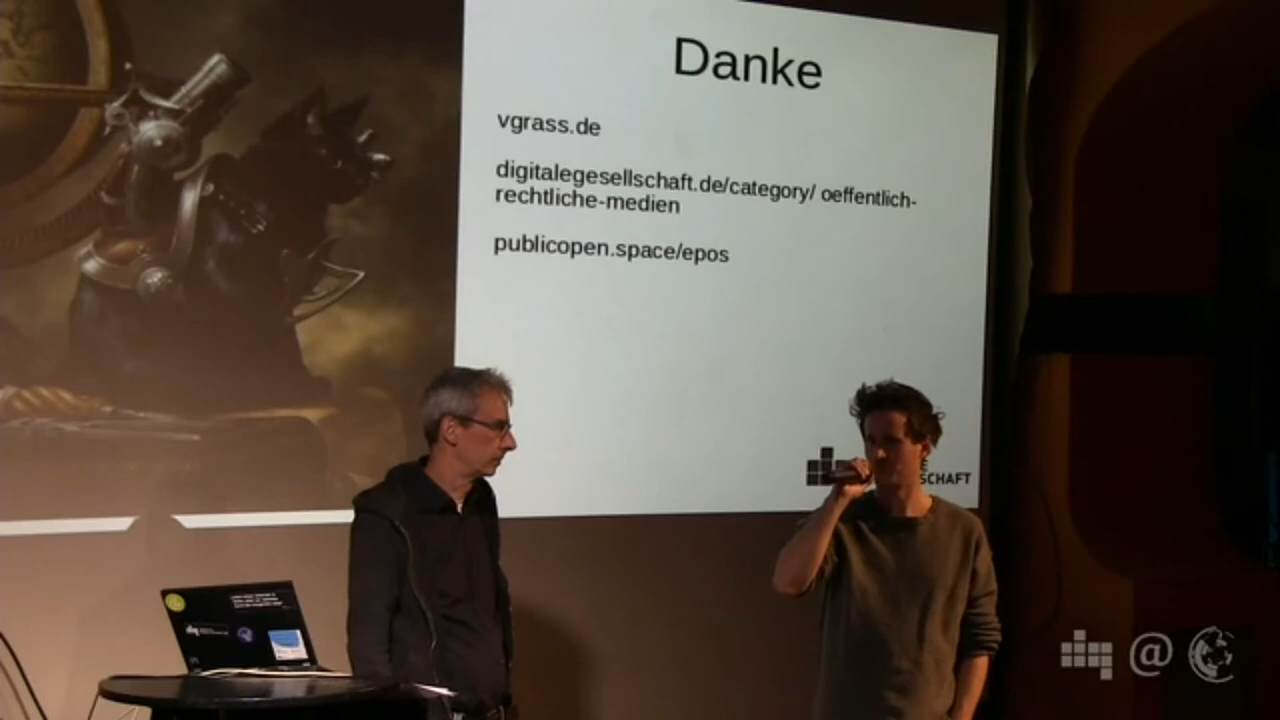 Danke
vgrass.de
digitalegesellschaft.de/category/ oeffentlich-
rechtliche-medien
publicopen.space/epos
SCHAFT
@